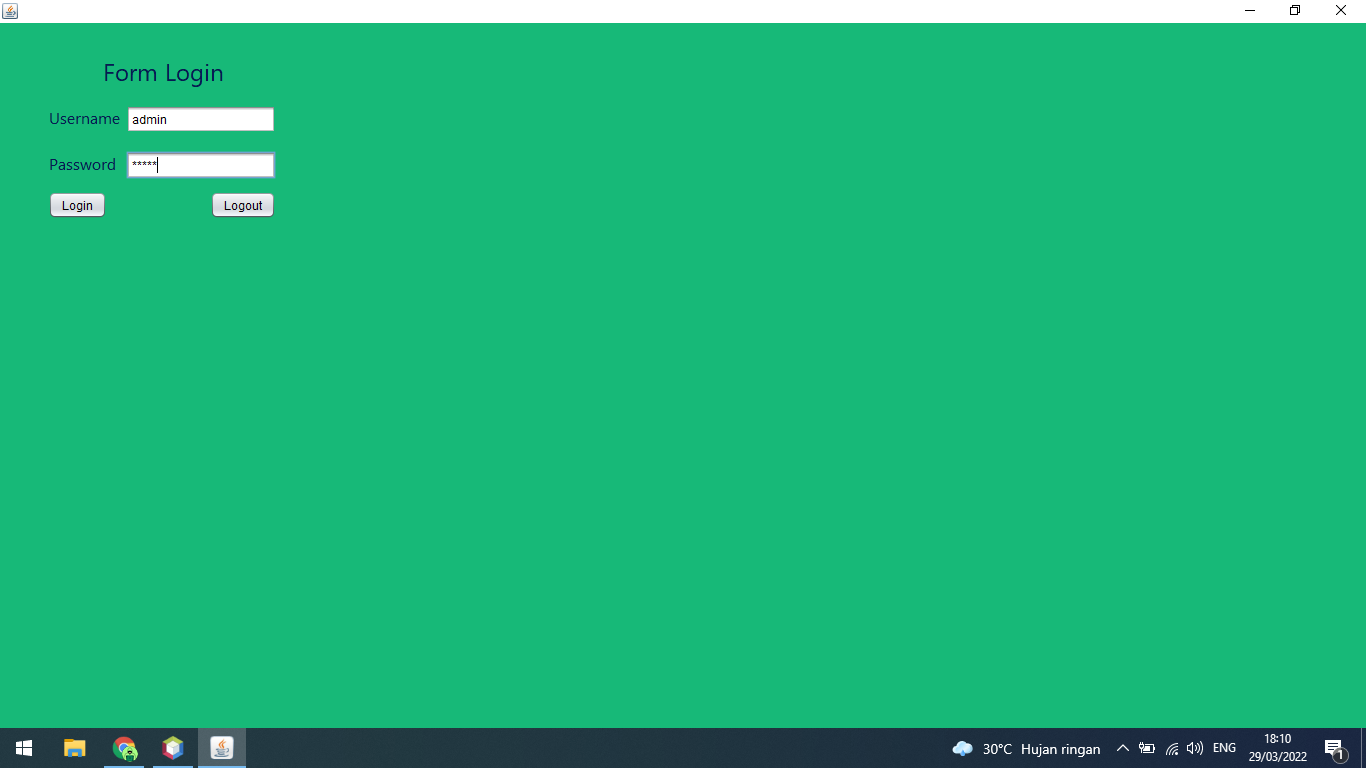 Form Login
Username admin
Password *****
Login Logout
30°C Hujan ringan ENG 18:10
29/03/2022 1